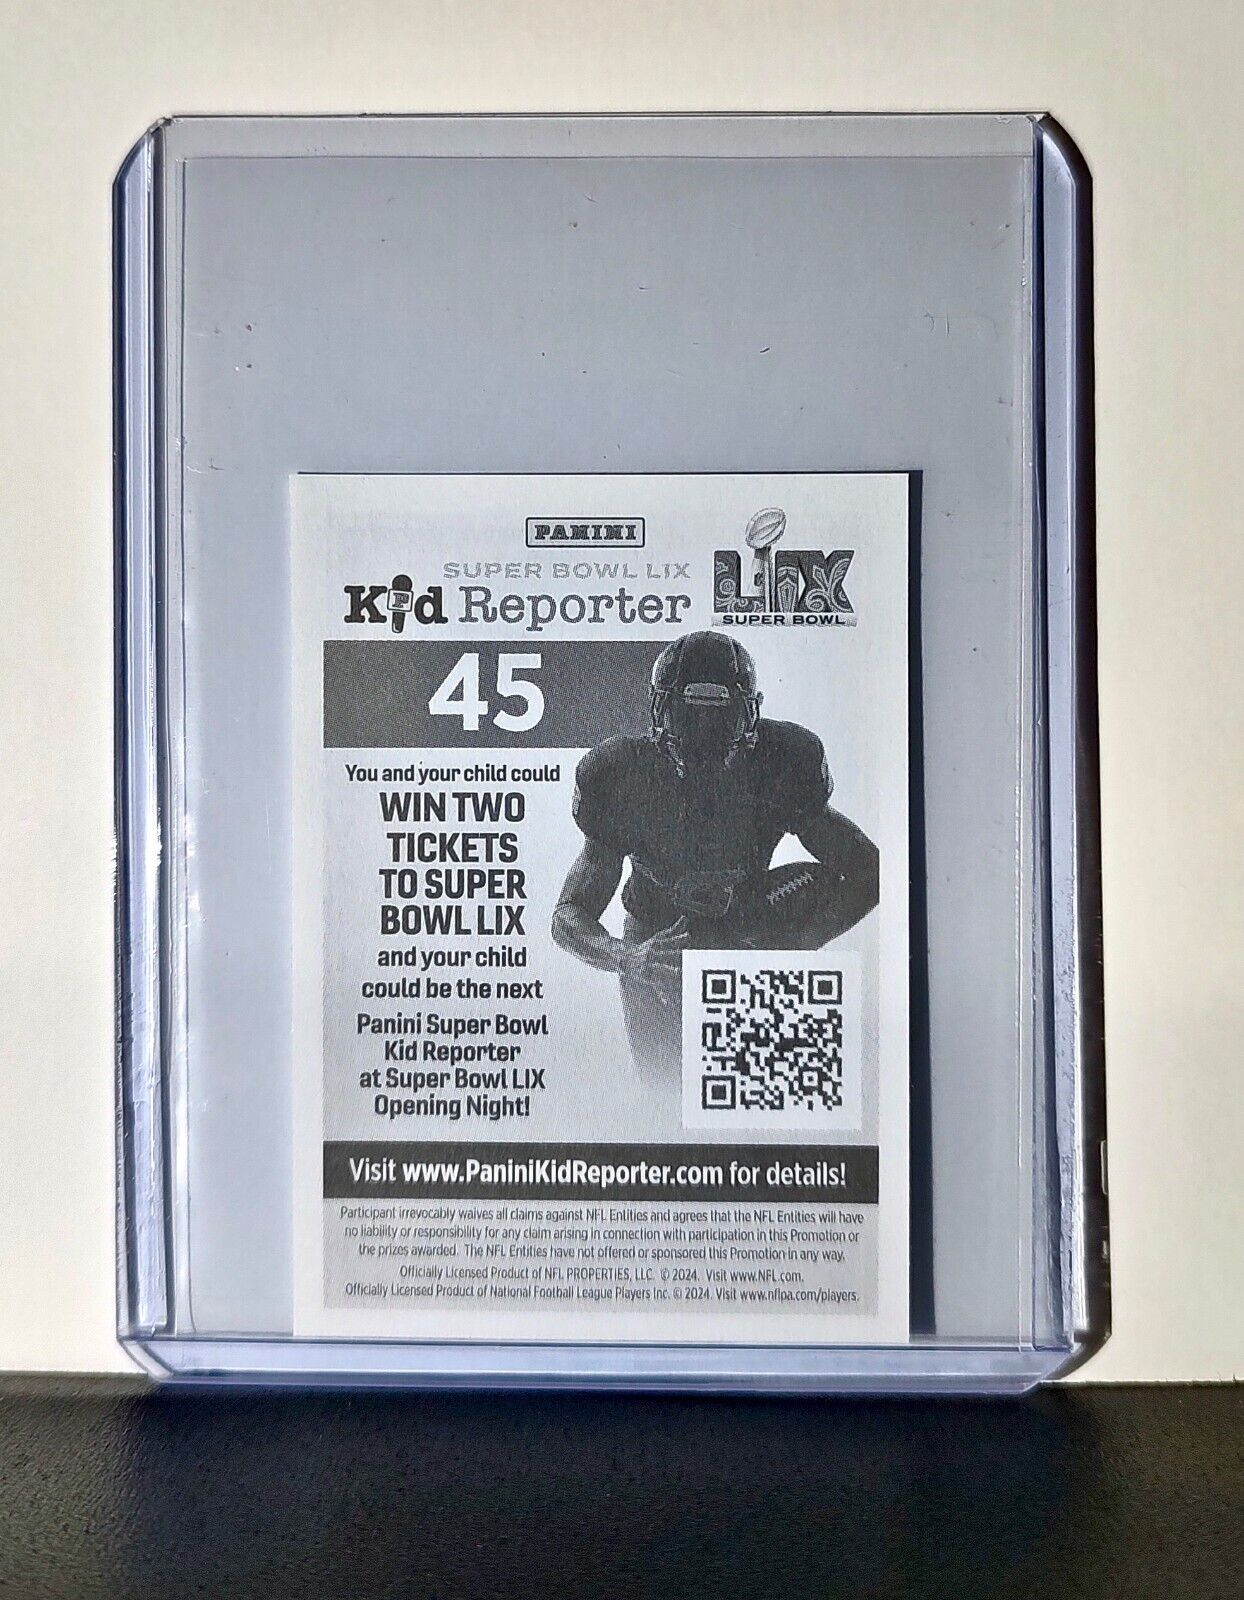 PANINI
SUPER BOWL LIX
Kid Reporter
LIX
SUPER BOWL
45
You and your child could
WIN TWO
TICKETS
TO SUPER
BOWL LIX
and your child
could be the next
Panini Super Bowl
Kid Reporter
at Super Bowl LIX
Opening Night!
Visit www.PaniniKidReporter.com for details!
Participant irrevocably waives all claims against NFL Entities and agrees that the NFL Entities will have
no liability or responsibility for any claim arising in connection with participation in this Promotion or
the prizes awarded. The NFL Entities have not offered or sponsored this Promotion in any way.
Officially Licensed Product of NFL PROPERTIES, LLC. © 2024. Visit www.NFL.com.
Officially Licensed Product of National Football League Players Inc. © 2024. Visit www.nflpa.com/players.